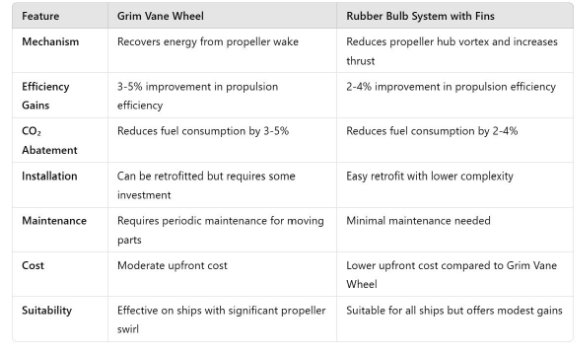 Feature Grim Vane Wheel Rubber Bulb System with Fins
Mechanism Recovers energy from propeller wake Reduces propeller hub vortex and increases
thrust
Efficiency 3-5% improvement in propulsion 2-4% improvement in propulsion efficiency
Gains efficiency
CO₂ Reduces fuel consumption by 3-5% Reduces fuel consumption by 2-4%
Abatement
Installation Can be retrofitted but requires some Easy retrofit with lower complexity
investment
Maintenance Requires periodic maintenance for moving Minimal maintenance needed
parts
Cost Moderate upfront cost Lower upfront cost compared to Grim Vane
Wheel
Suitability Effective on ships with significant propeller Suitable for all ships but offers modest gains
swirl